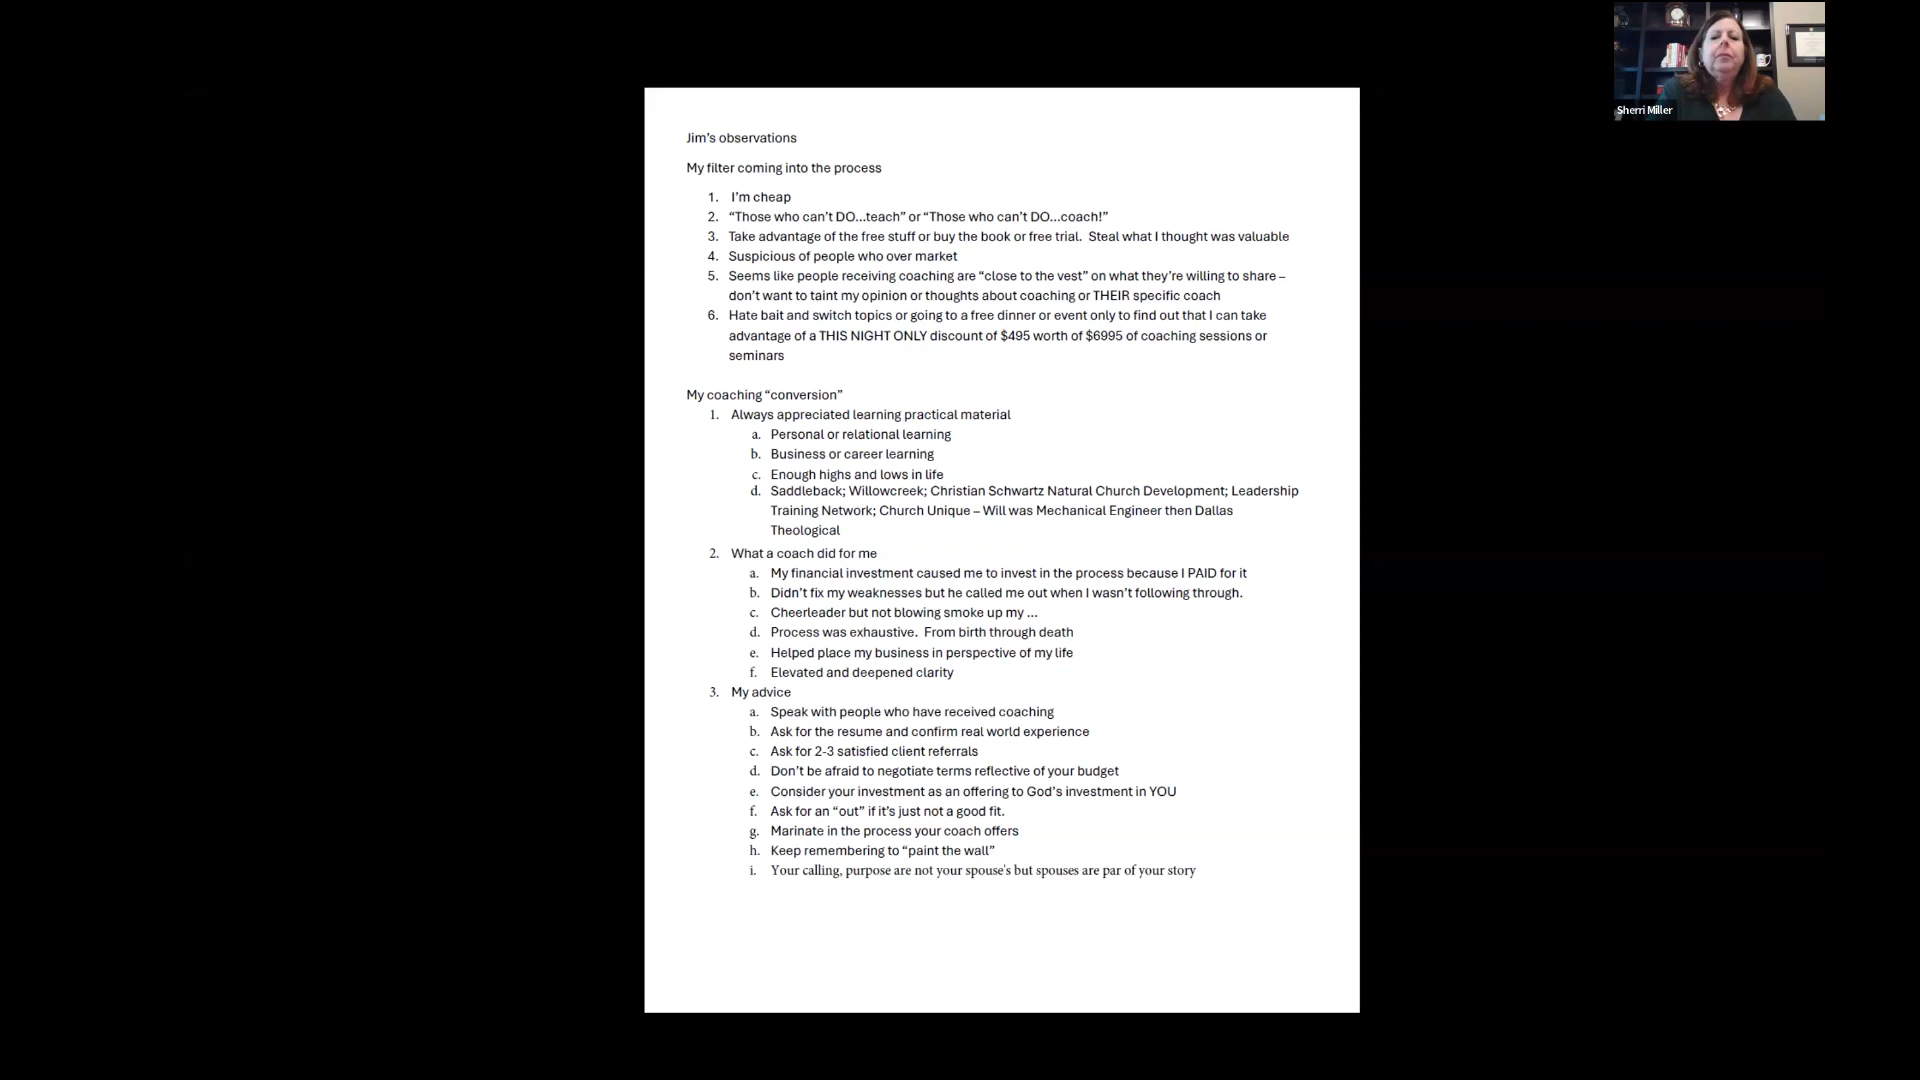 Sherri Miller
Jim’s observations
My filter coming into the process
1. I’m cheap
2. “Those who can’t DO…teach” or “Those who can’t DO…coach!”
3. Take advantage of the free stuff or buy the book or free trial.  Steal what I thought was valuable
4. Suspicious of people who over market
5. Seems like people receiving coaching are “close to the vest” on what they’re willing to share –
don’t want to taint my opinion or thoughts about coaching or THEIR specific coach
6. Hate bait and switch topics or going to a free dinner or event only to find out that I can take
advantage of a THIS NIGHT ONLY discount of $495 worth of $6995 of coaching sessions or
seminars
My coaching “conversion”
1. Always appreciated learning practical material
a. Personal or relational learning
b. Business or career learning
c. Enough highs and lows in life
d. Saddleback; Willowcreek; Christian Schwartz Natural Church Development; Leadership
Training Network; Church Unique – Will was Mechanical Engineer then Dallas
Theological
2. What a coach did for me
a. My financial investment caused me to invest in the process because I PAID for it
b. Didn’t fix my weaknesses but he called me out when I wasn’t following through.
c. Cheerleader but not blowing smoke up my …
d. Process was exhaustive.  From birth through death
e. Helped place my business in perspective of my life
f. Elevated and deepened clarity
3. My advice
a. Speak with people who have received coaching
b. Ask for the resume and confirm real world experience
c. Ask for 2-3 satisfied client referrals
d. Don’t be afraid to negotiate terms reflective of your budget
e. Consider your investment as an offering to God’s investment in YOU
f. Ask for an “out” if it’s just not a good fit.
g. Marinate in the process your coach offers
h. Keep remembering to “paint the wall”
i. Your calling, purpose are not your spouse's but spouses are par of your story